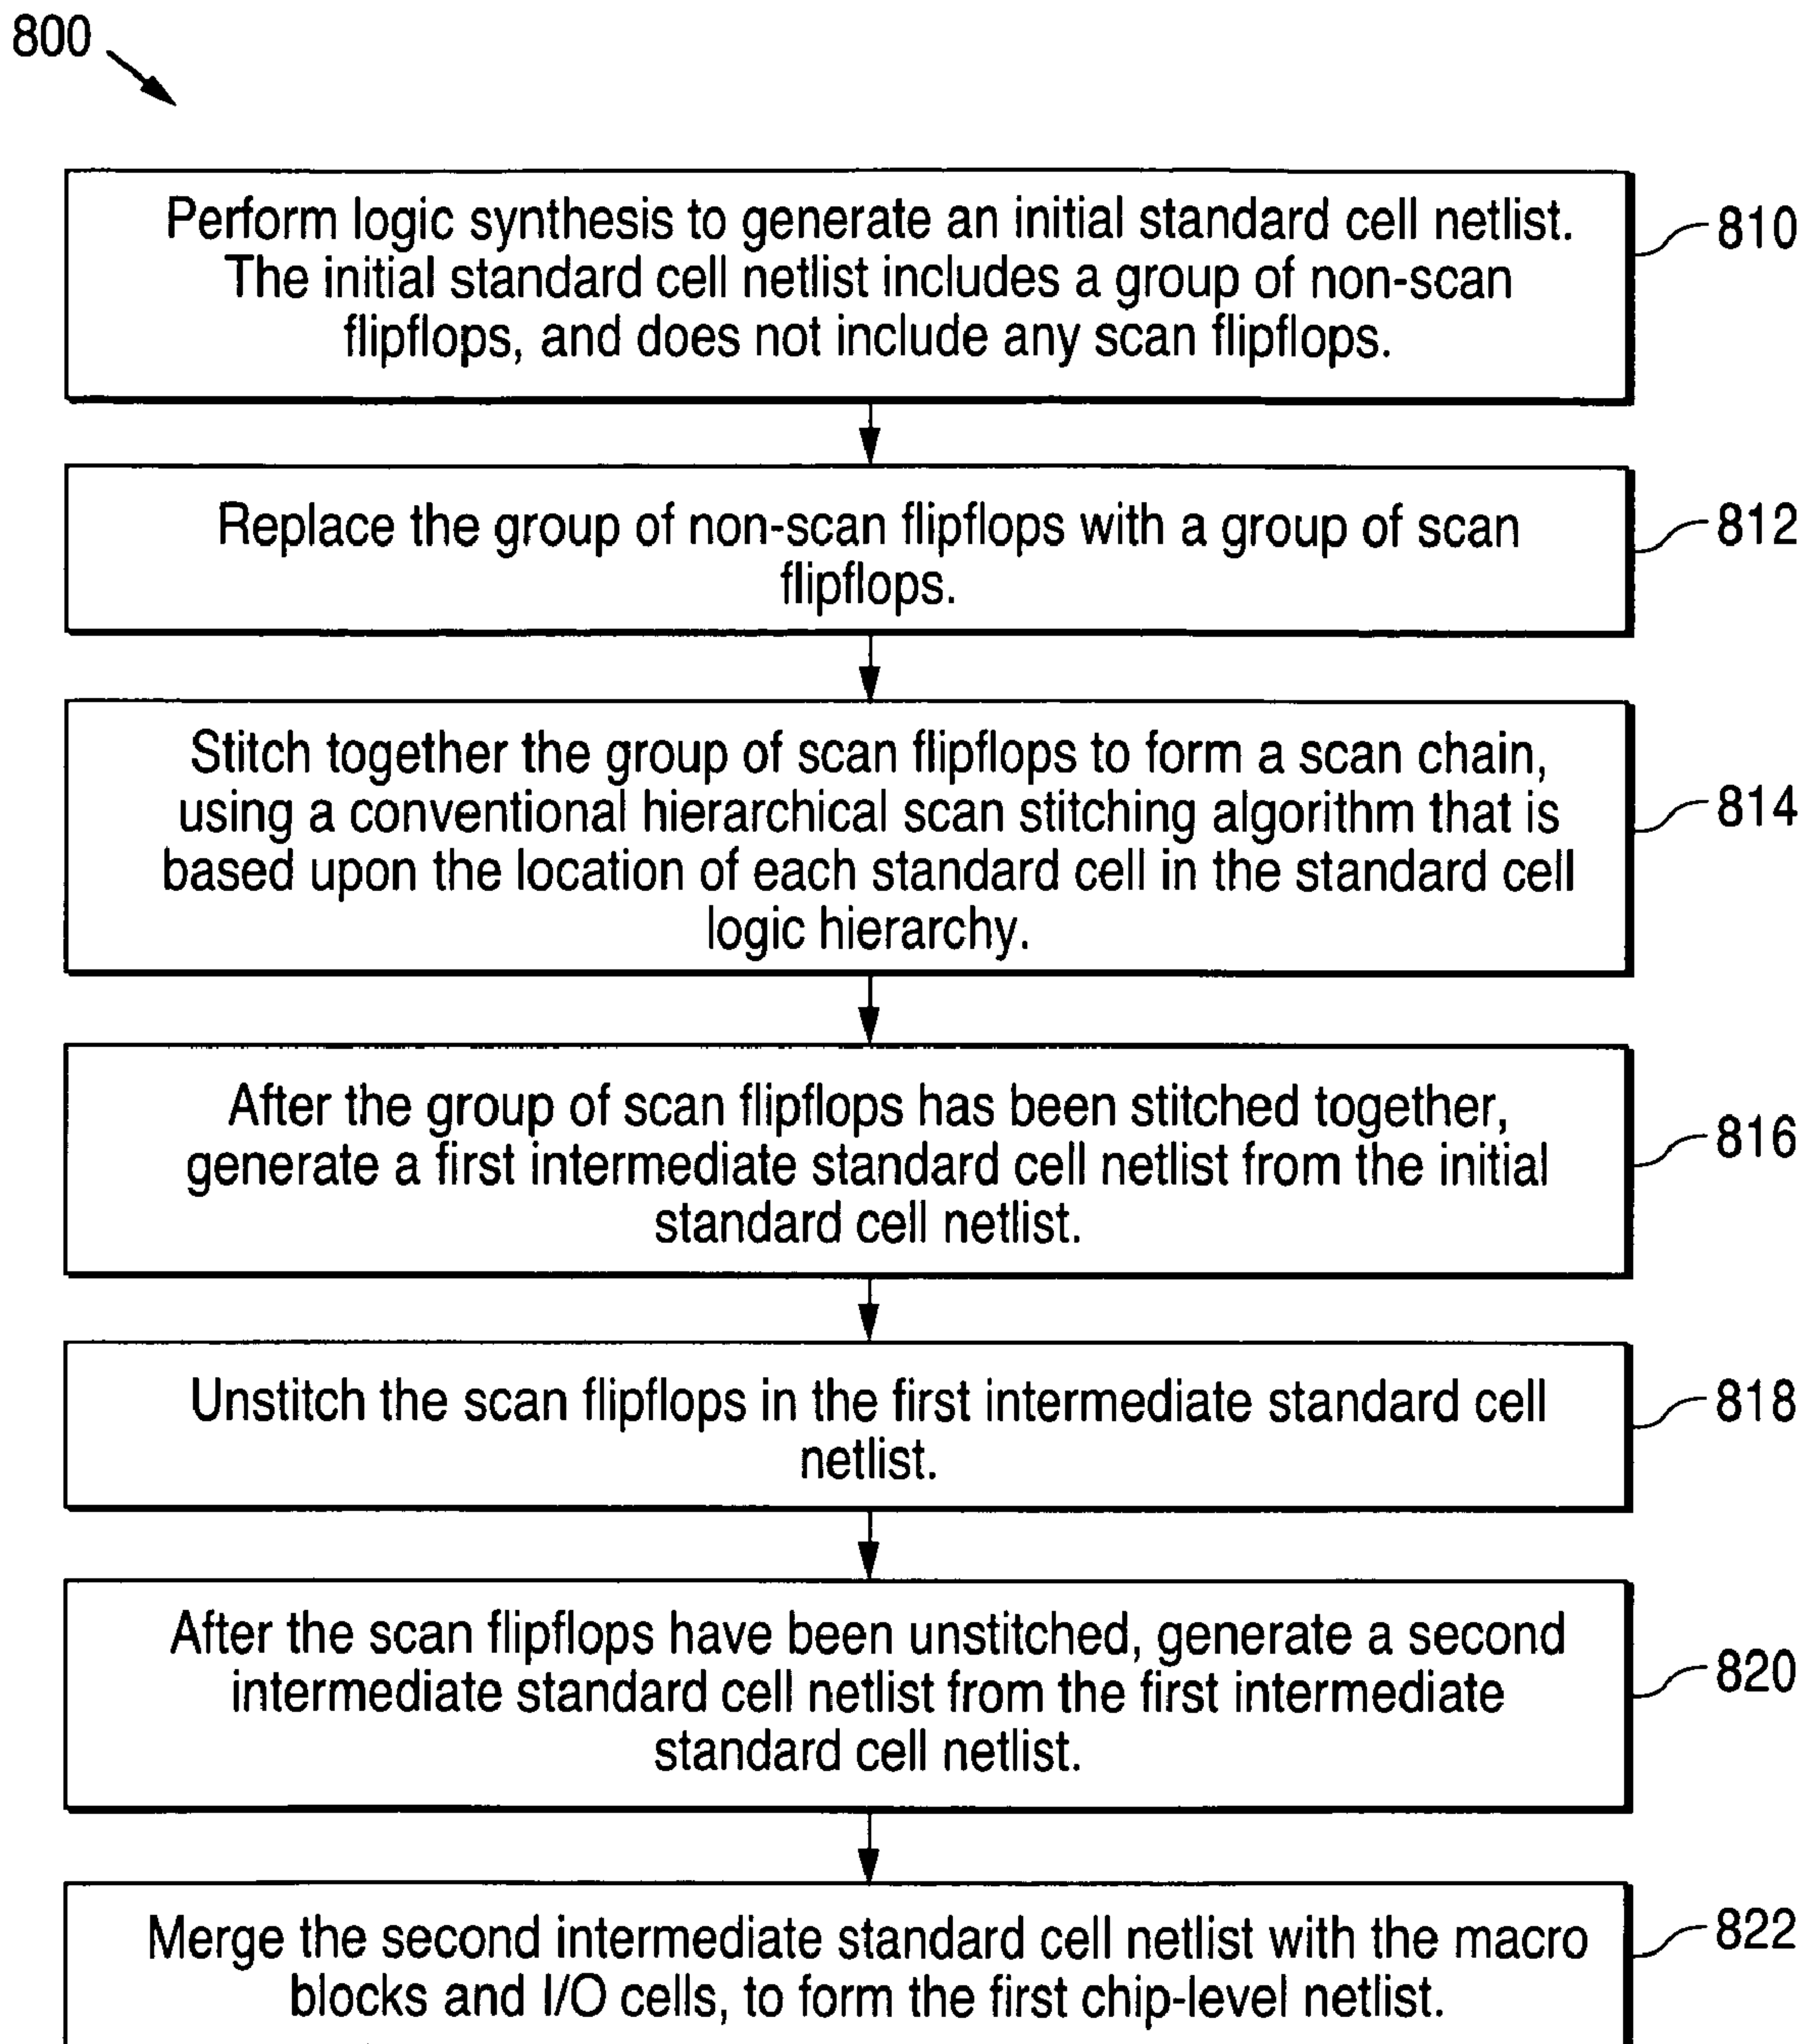 800
Perform logic synthesis to generate an initial standard cell netlist.
The initial standard cell netlist includes a group of non-scan
flipflops, and does not include any scan flipflops.
810
Replace the group of non-scan flipflops with a group of scan
flipflops.
812
Stitch together the group of scan flipflops to form a scan chain,
using a conventional hierarchical scan stitching algorithm that is
based upon the location of each standard cell in the standard cell
logic hierarchy.
814
After the group of scan flipflops has been stitched together,
generate a first intermediate standard cell netlist from the initial
standard cell netlist.
816
Unstitch the scan flipflops in the first intermediate standard cell
netlist.
818
After the scan flipflops have been unstitched, generate a second
intermediate standard cell netlist from the first intermediate
standard cell netlist.
820
Merge the second intermediate standard cell netlist with the macro
blocks and I/O cells, to form the first chip-level netlist.
822